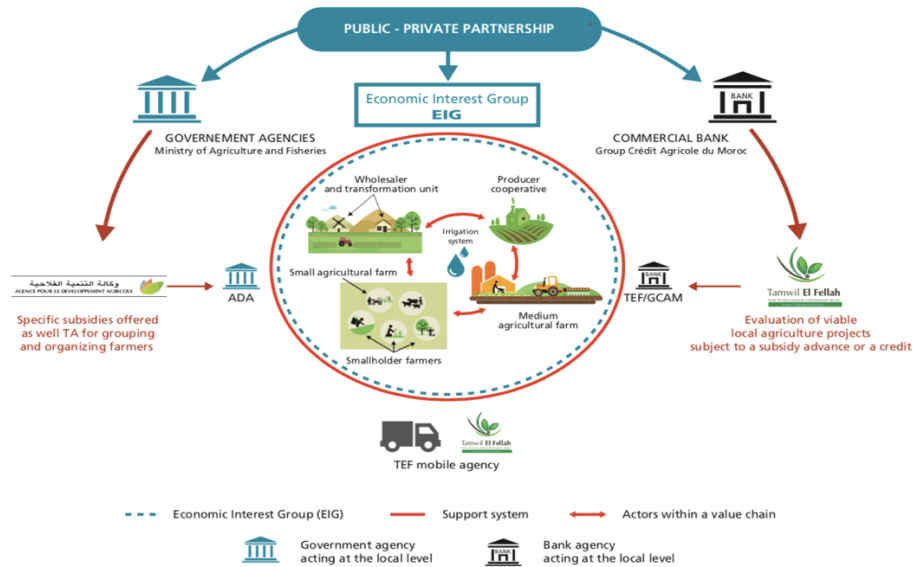 PUBLIC - PRIVATE PARTNERSHIP
Economic Interest Group
EIG
BANK
GOVERNEMENT AGENCIES
Ministry of Agriculture and Fisheries
COMMERCIAL BANK
Group Crédit Agricole du Moroc
Wholesaler
and transformation unit
Producer
cooperative
Irrigation
system
Small agricultural farm
Medium
agricultural farm
Smallholder farmers
وكالة التنمية الفلاحية
AGENCE POUR LE DEVELOPPEMENT AGRICOLE
ADA
Specific subsidies offered
as well TA for grouping
and organizing farmers
BANK
TEF/GCAM
Tamwil El Fellah
Evaluation of viable
local agriculture projects
subject to a subsidy advance or a credit
Tamwil El Fellah
TEF mobile agency
Economic Interest Group (EIG)
Support system
Actors within a value chain
Government agency
acting at the local level
BANK
Bank agency
acting at the local level